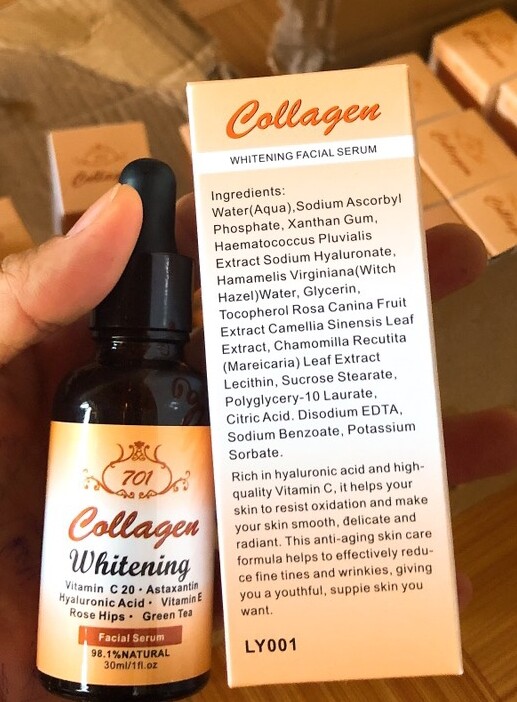 Collagen
WHITENING FACIAL SERUM
Ingredients:
Water(Aqua),Sodium Ascorbyl
Phosphate, Xanthan Gum,
Haematococcus Pluvialis
Extract Sodium Hyaluronate,
Hamamelis Virginiana(Witch
Hazel)Water, Glycerin,
Tocopherol Rosa Canina Fruit
Extract Camellia Sinensis Leaf
Extract, Chamomilla Recutita
(Mareicaria) Leaf Extract
Lecithin, Sucrose Stearate,
Polyglycery-10 Laurate,
Citric Acid. Disodium EDTA,
Sodium Benzoate, Potassium
Sorbate.
Rich in hyaluronic acid and high-
quality Vitamin C, it helps your
skin to resist oxidation and make
your skin smooth, delicate and
radiant. This anti-aging skin care
formula helps to effectively redu-
ce fine tines and wrinkies, giving
you a youthful, suppie skin you
want.
LY001
701
Collagen
Whitening
Vitamin C 20 · Astaxantin
Hyaluronic Acid · Vitamin E
Rose Hips · Green Tea
Facial Serum
98.1%NATURAL
30ml/1fl.oz